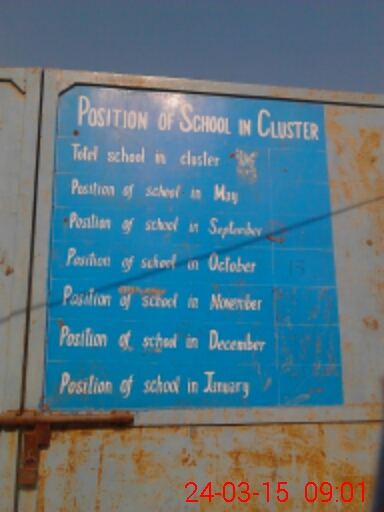 POSITION OF SCHOOL IN CLUSTER
Totel school in cluster
Position of school in May
Position of school in September
Position of school in October
Position of school in November
Position of school in December
Position of school in January
24-03-15 09:01